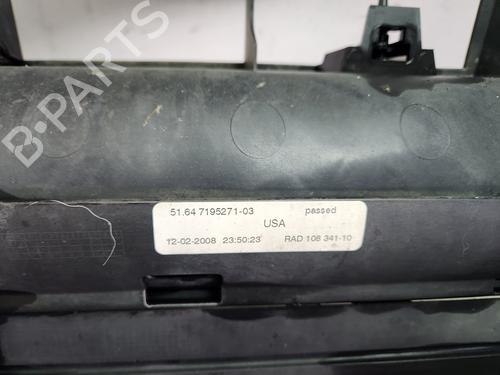 B-PARTS
51.64 7195271-03 passed
USA
12-02-2008 23:50:23 RAD 106 341-10